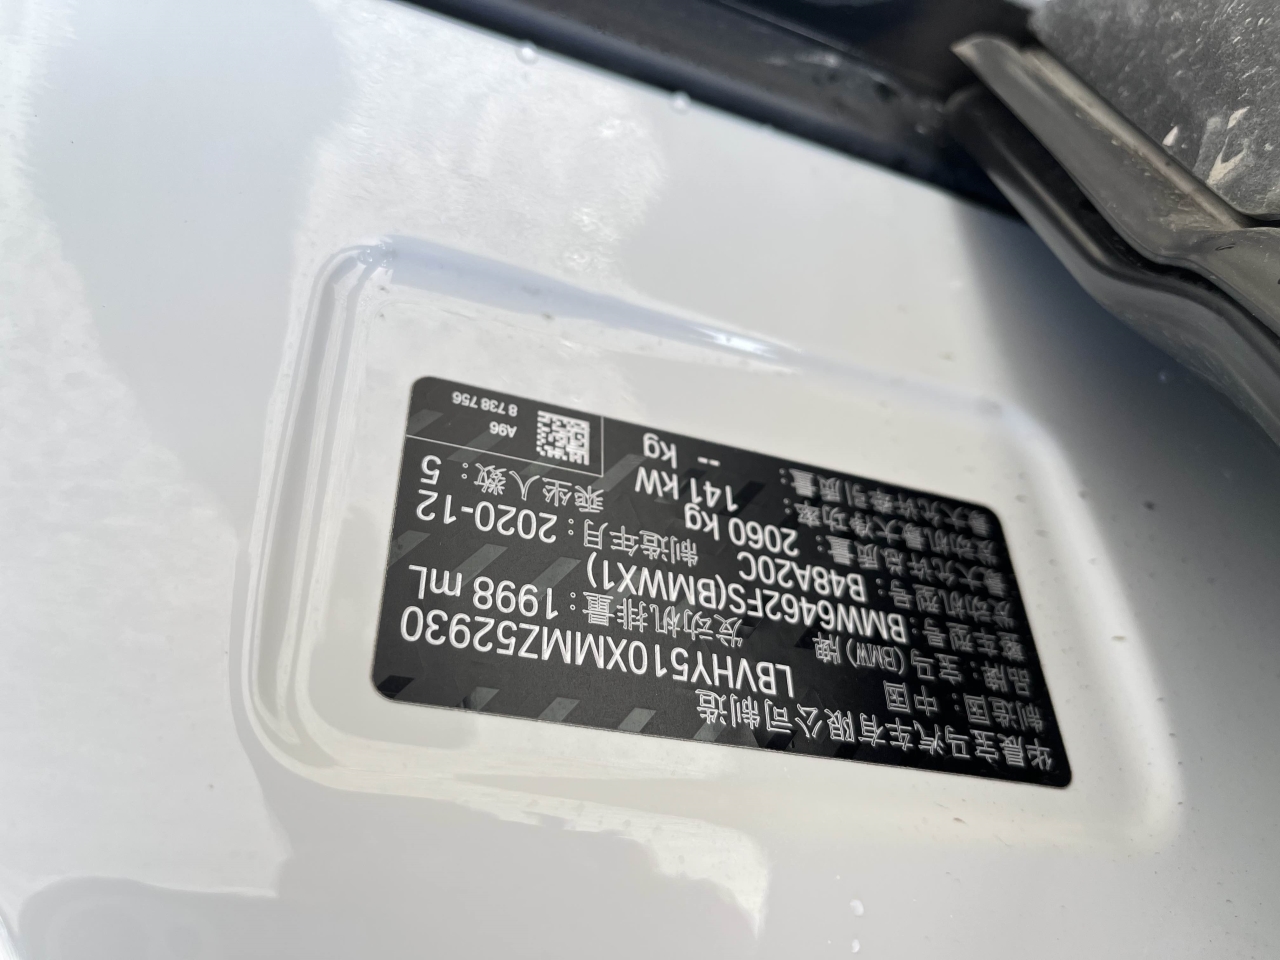 华晨宝马汽车有限公司制造
制造国：中国 LBVHY510XMMZ52930
品牌：宝马(BMW)牌 发动机排量：1998 mL
整车型号：BMW6462FS(BMWX1)
发动机型号：B48A20C 制造年月：2020-12
最大允许总质量：2060 kg 乘坐人数：5
发动机最大净功率：141 kW
最大允许牵引质量：-- kg
A96
8 738 756